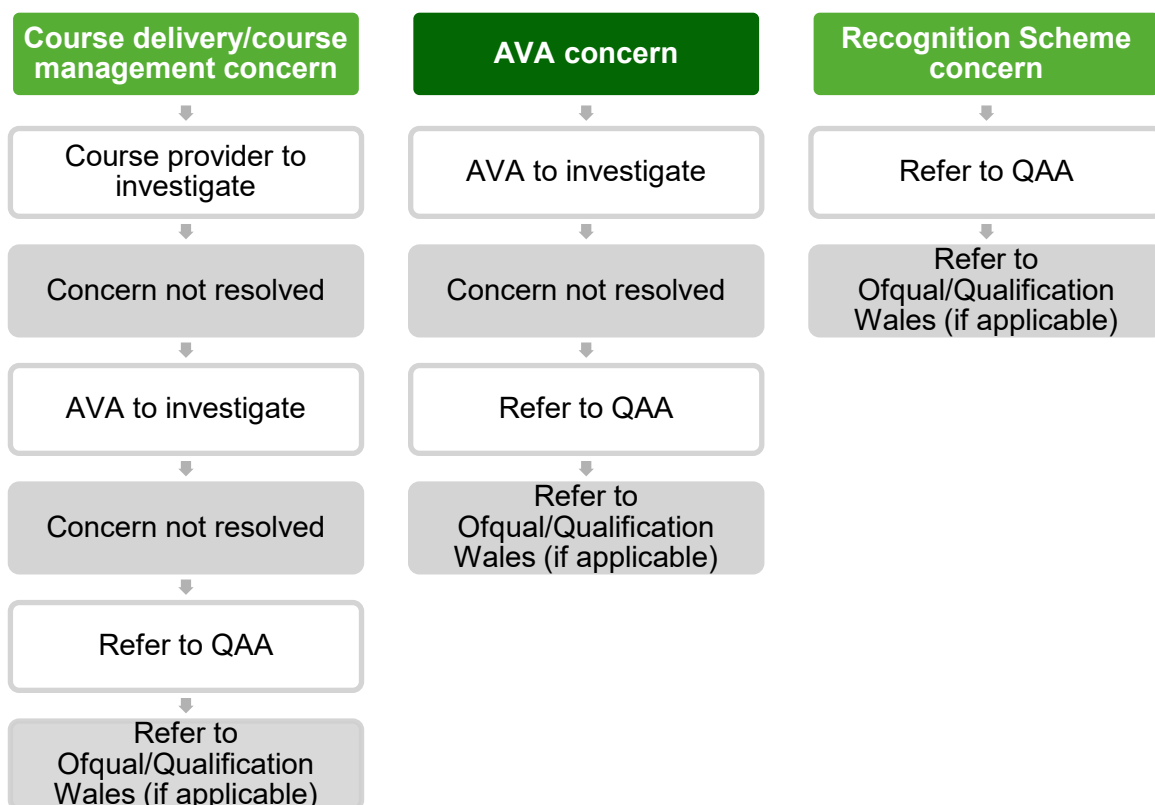 Course delivery/course
management concern
Course provider to
investigate
Concern not resolved
AVA to investigate
Concern not resolved
Refer to QAA
Refer to
Ofqual/Qualification
Wales (if applicable)
AVA concern
AVA to investigate
Concern not resolved
Refer to QAA
Refer to
Ofqual/Qualification
Wales (if applicable)
Recognition Scheme
concern
Refer to QAA
Refer to
Ofqual/Qualification
Wales (if applicable)